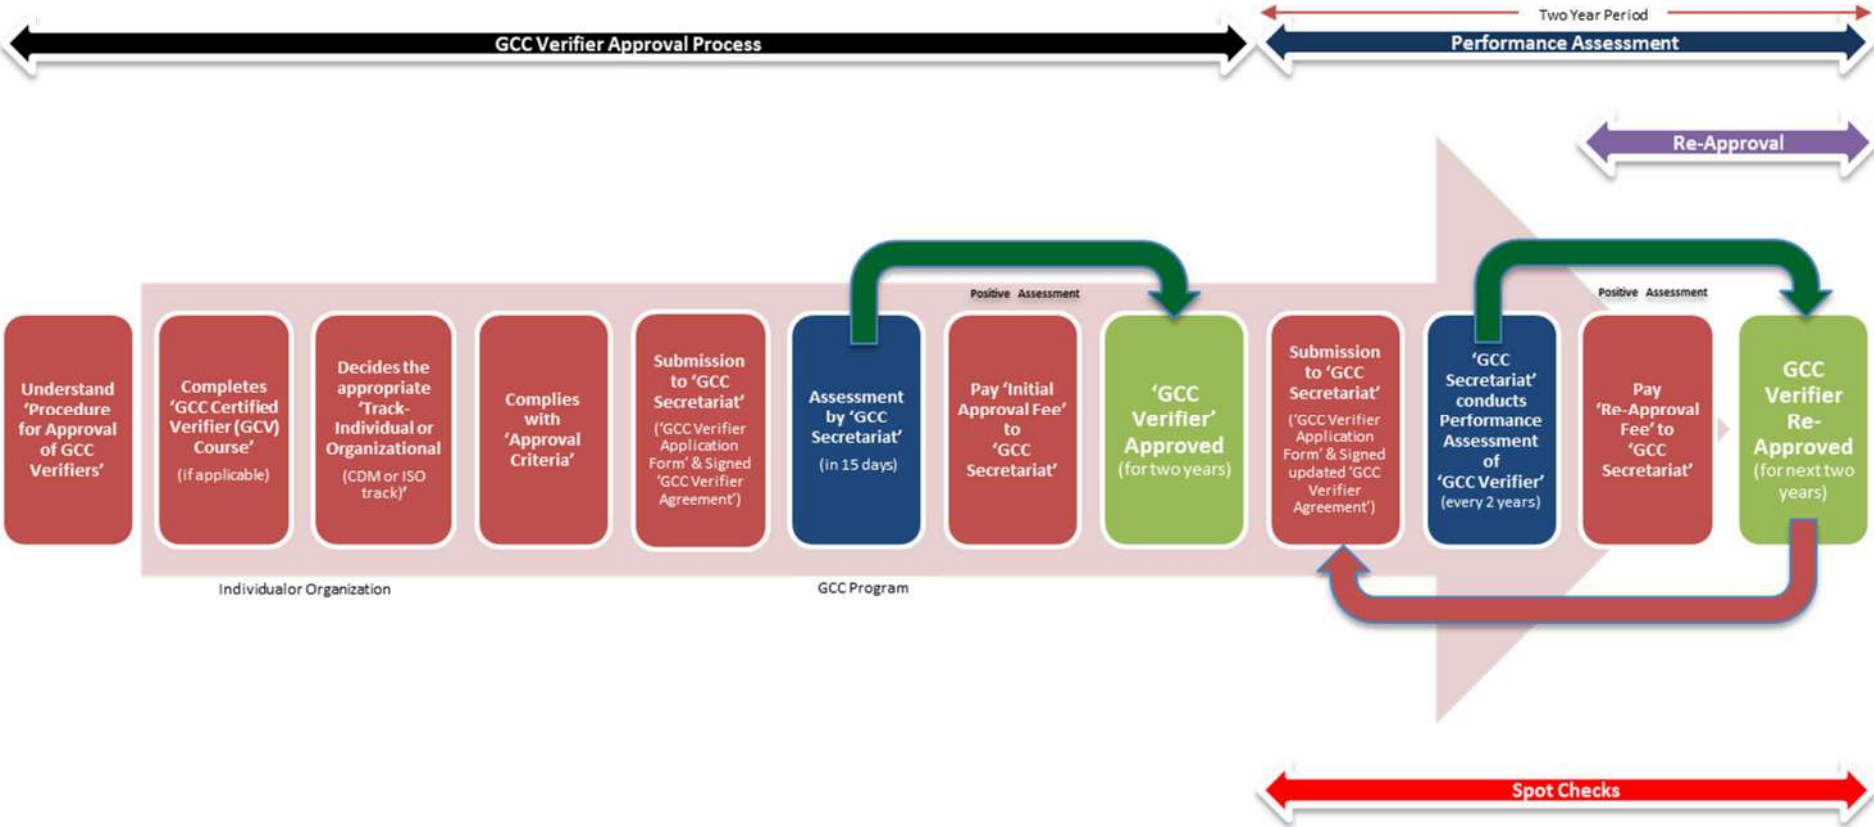 Two Year Period
GCC Verifier Approval Process
Performance Assessment
Re-Approval
Positive Assessment
Positive Assessment
Understand
‘Procedure
for Approval
of GCC
Verifiers’
Completes
‘GCC Certified
Verifier (GCV)
Course’
(if applicable)
Decides the
appropriate
‘Track-
Individual or
Organizational
(CDM or ISO
track)’
Complies
with
‘Approval
Criteria’
Submission
to ‘GCC
Secretariat’
(‘GCC Verifier
Application
Form’ & Signed
‘GCC Verifier
Agreement’)
Assessment
by ‘GCC
Secretariat’
(in 15 days)
Pay ‘Initial
Approval Fee’
to
‘GCC
Secretariat’
‘GCC
Verifier’
Approved
(for two years)
Submission
to ‘GCC
Secretariat’
(‘GCC Verifier
Application
Form’ & Signed
updated ‘GCC
Verifier
Agreement’)
‘GCC
Secretariat’
conducts
Performance
Assessment
of
‘GCC Verifier’
(every 2 years)
Pay
‘Re-Approval
Fee’ to
‘GCC
Secretariat’
GCC
Verifier
Re-
Approved
(for next two
years)
Individualor Organization
GCC Program
Spot Checks